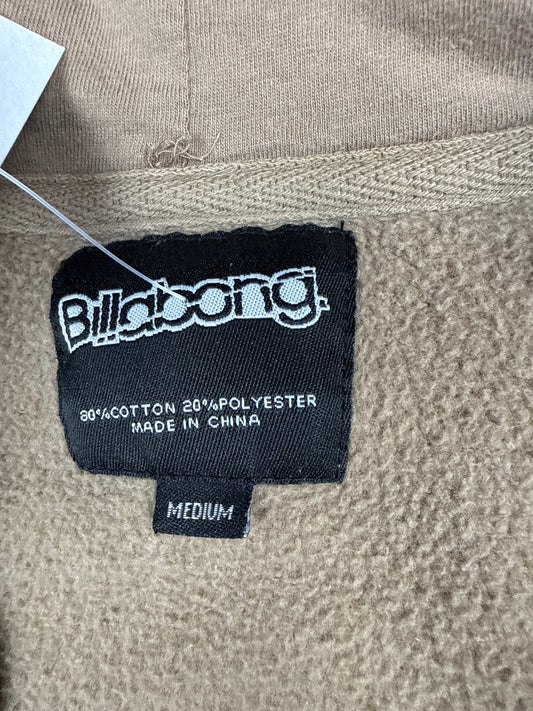 Billabong.
80%COTTON 20%POLYESTER
MADE IN CHINA
MEDIUM